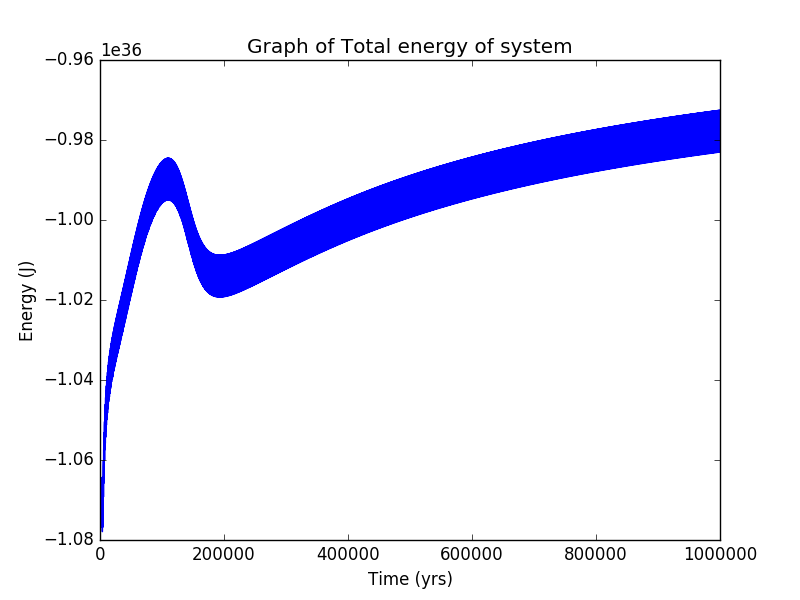 Graph of Total energy of system
1e36
−0.96
−0.98
−1.00
−1.02
−1.04
−1.06
−1.08
Energy (J)
0 200000 400000 600000 800000 1000000
Time (yrs)